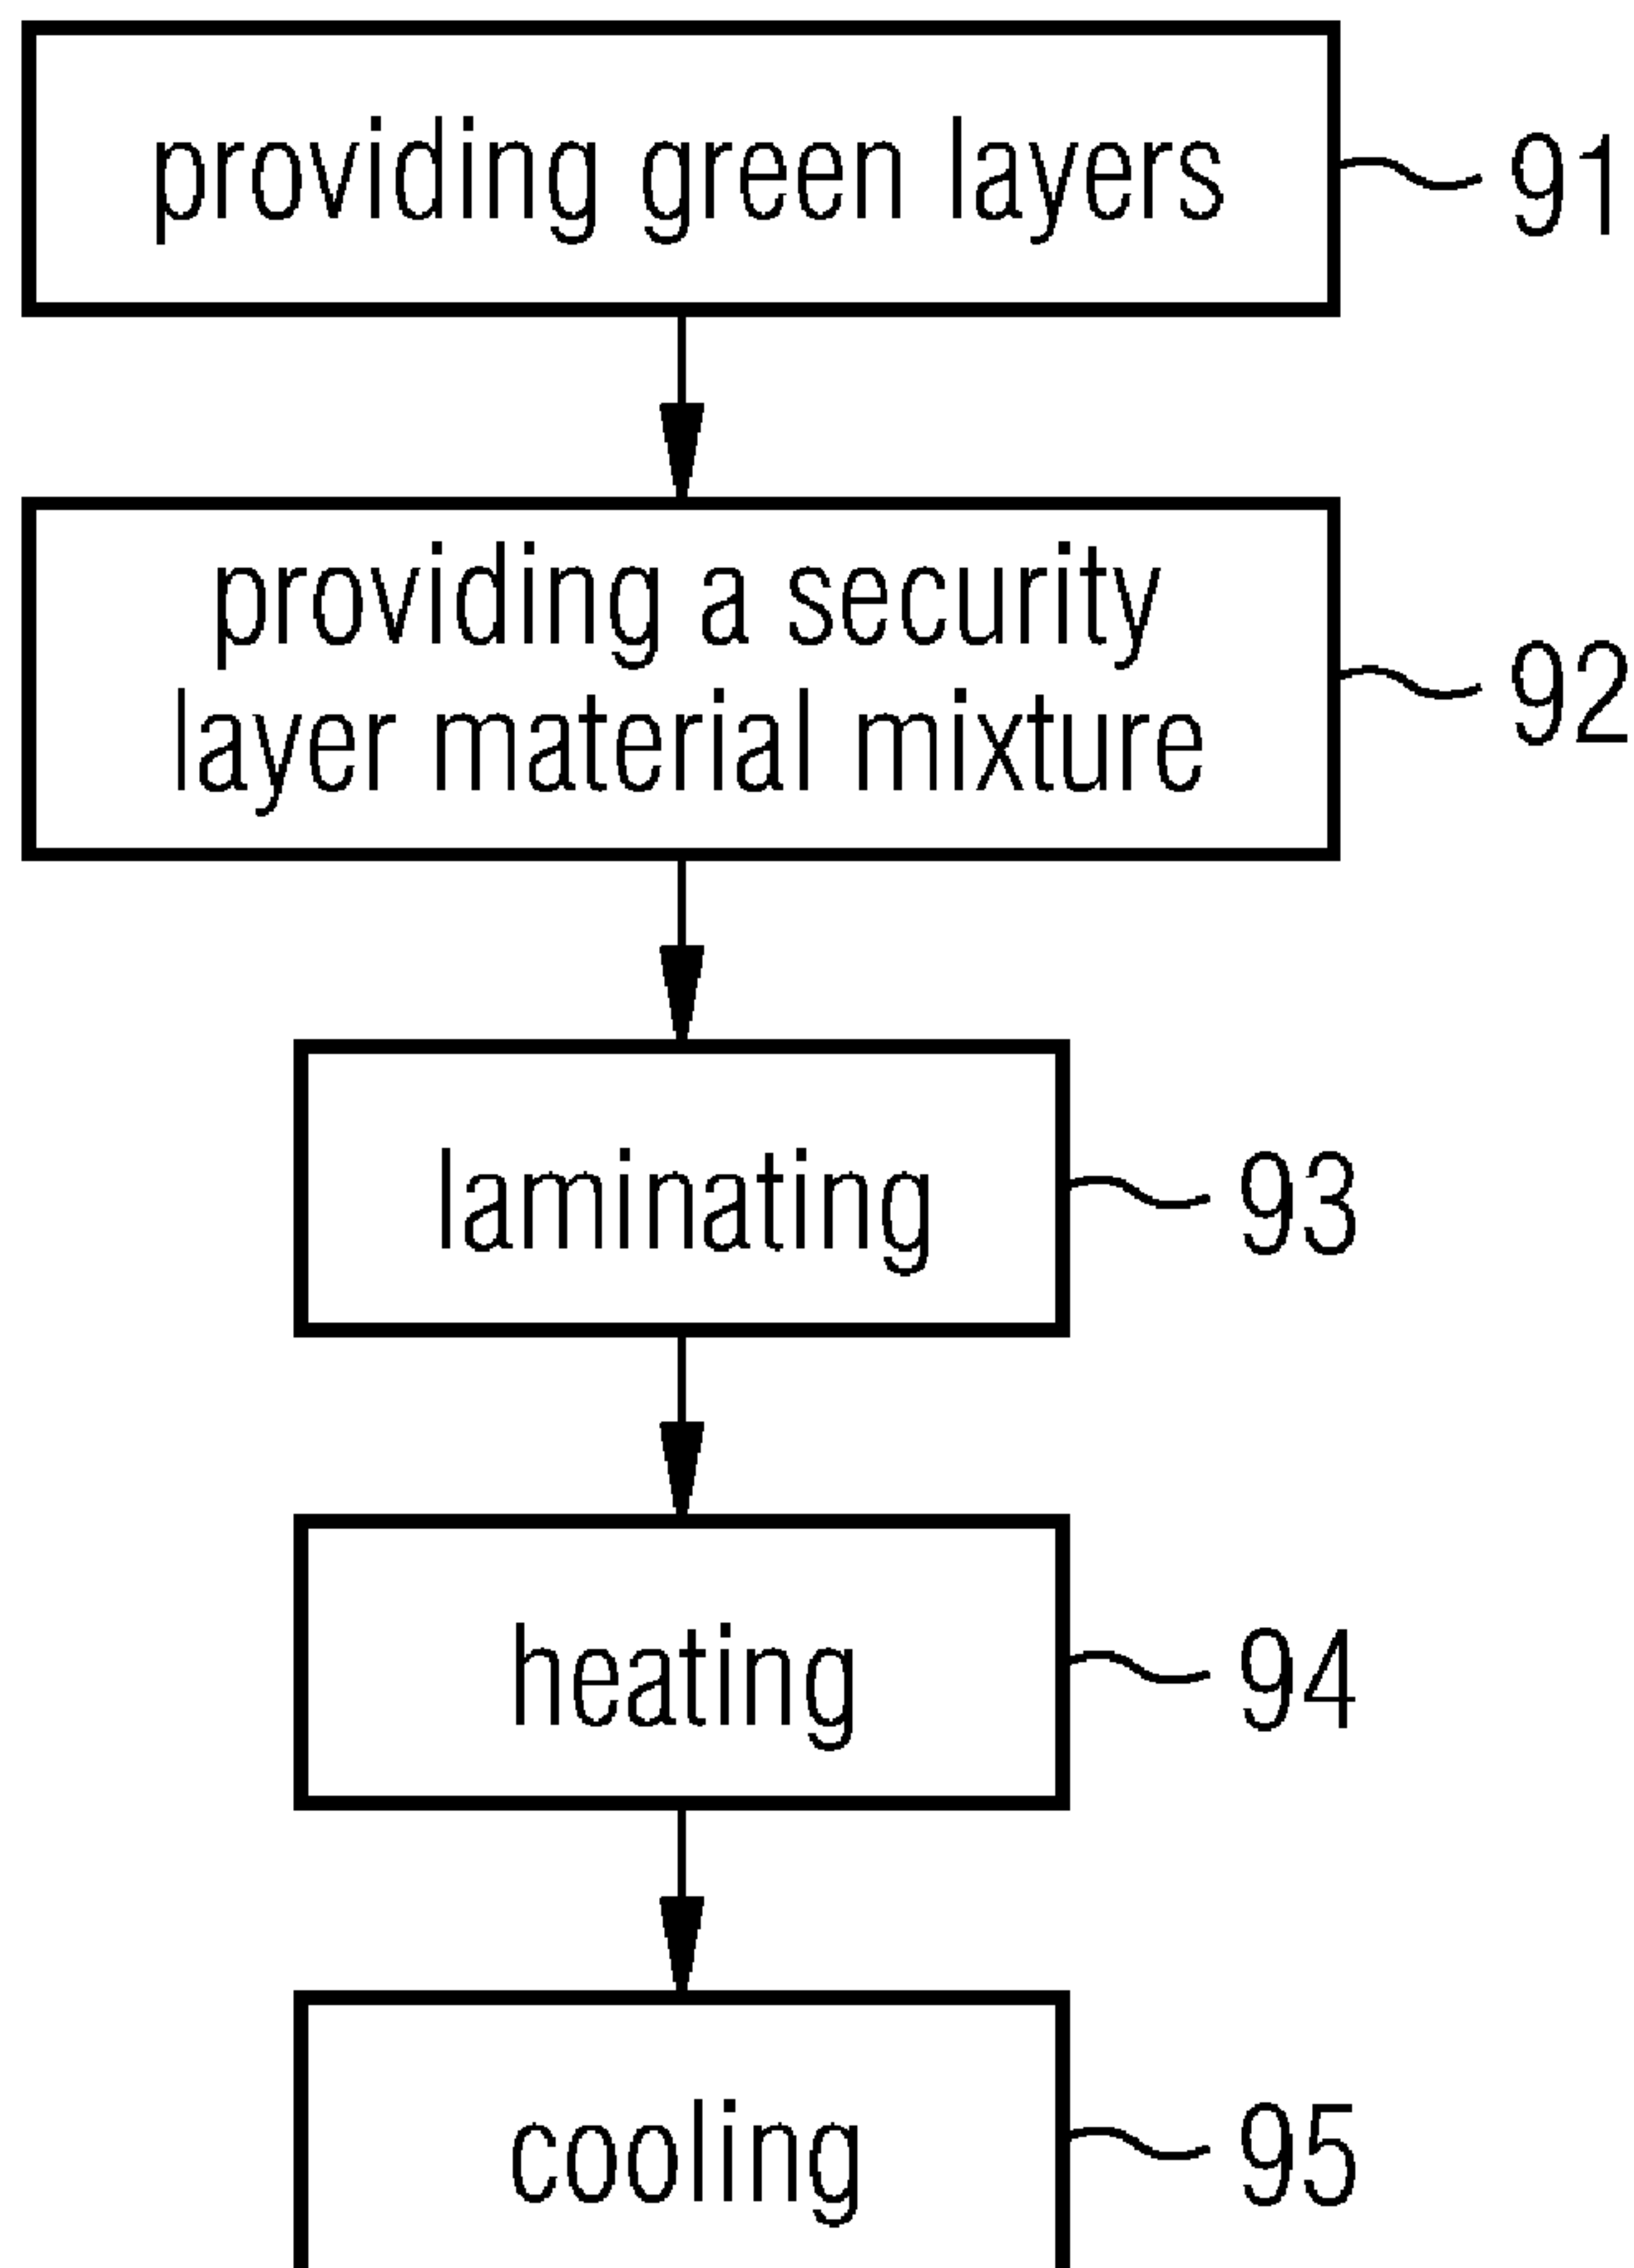 providing green layers
91
providing a security
layer material mixture
92
laminating
93
heating
94
cooling
95